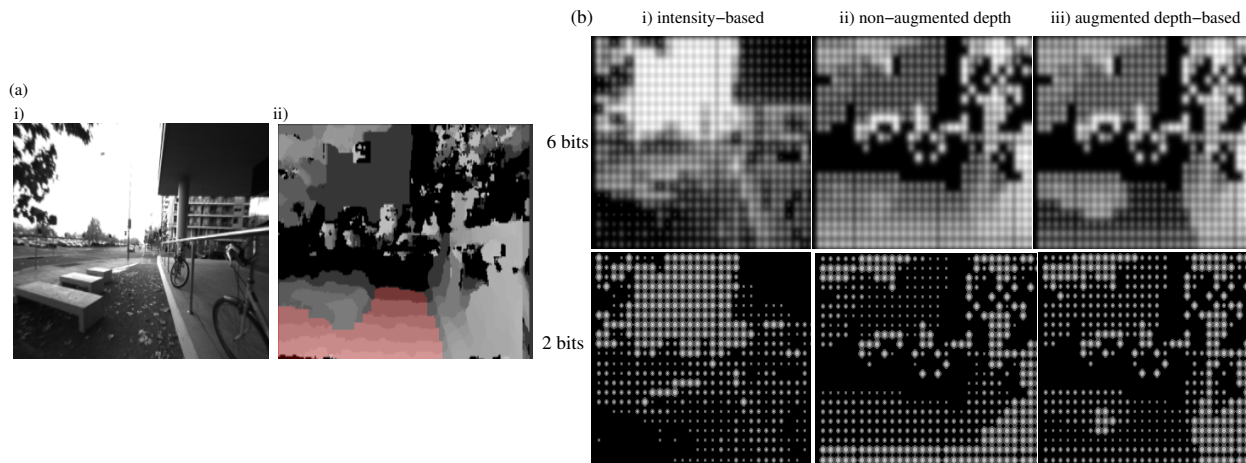 (b)
i) intensity−based
ii) non−augmented depth
iii) augmented depth−based
(a)
i)
ii)
6 bits
2 bits